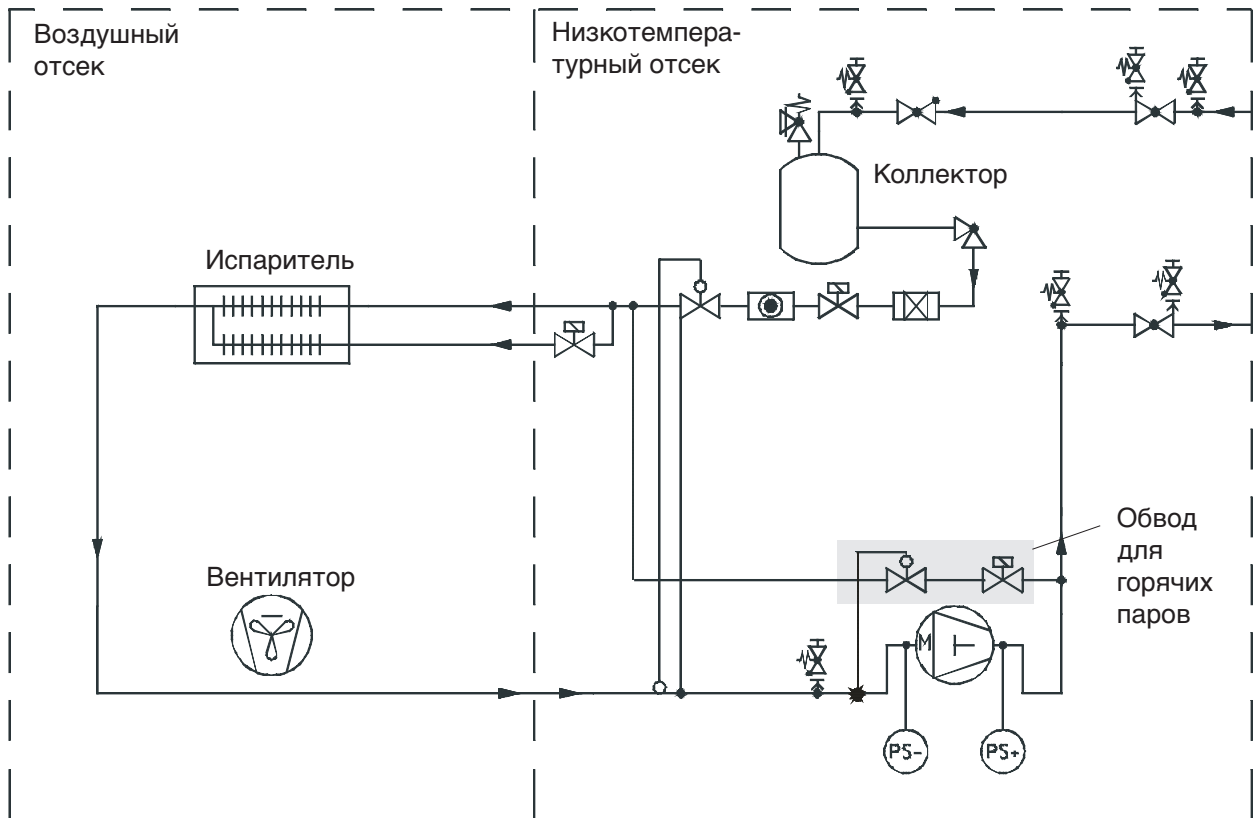 Воздушный
отсек
Низкотемпера-
турный отсек
Коллектор
Испаритель
Обвод
для
горячих
паров
Вентилятор
M
PS-
PS+